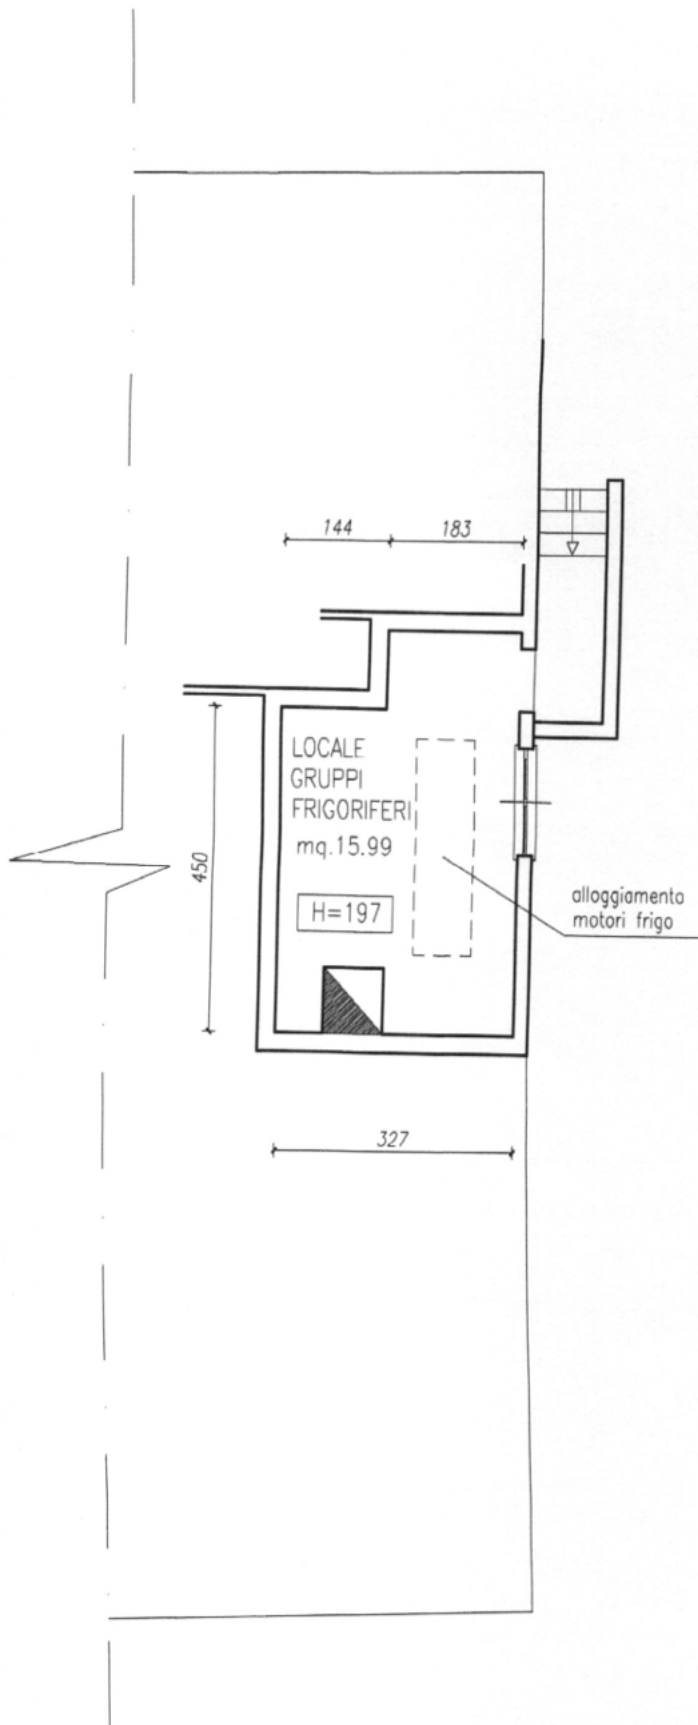 144
183
LOCALE
GRUPPI
FRIGORIFERI
mq.15.99
450
H=197
alloggiamento
motori frigo
327